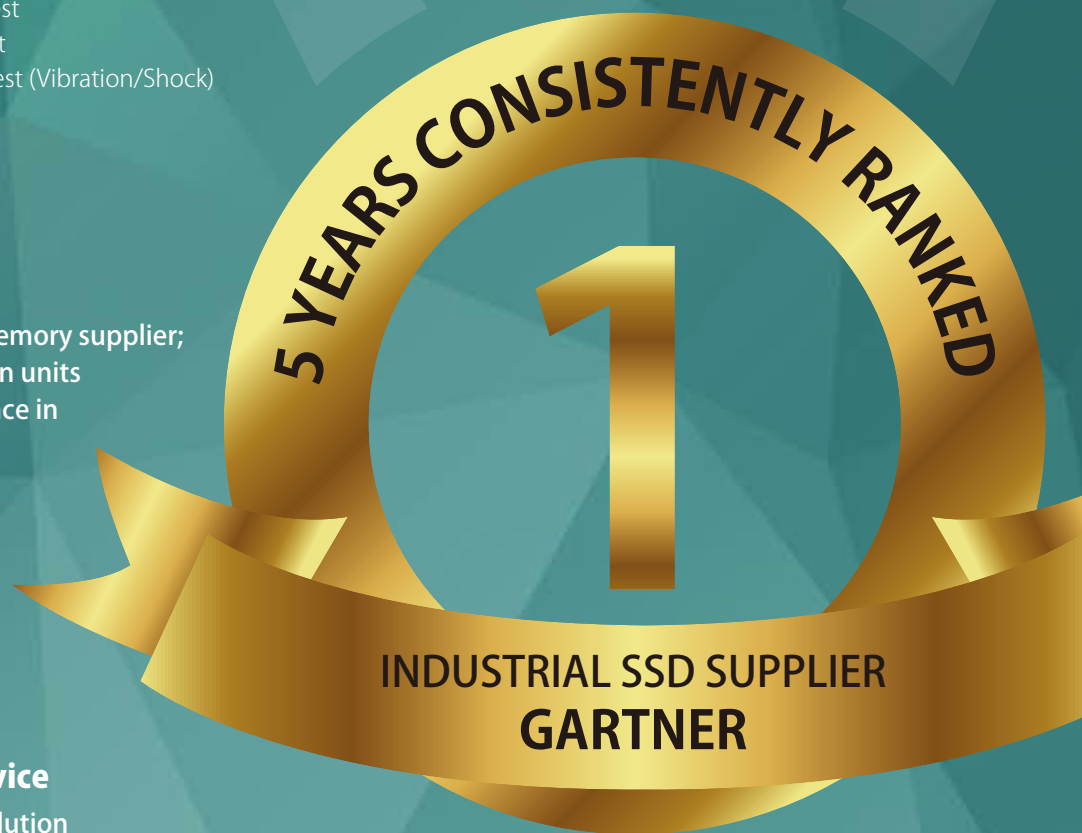 est
t
est (Vibration/Shock)
5 YEARS CONSISTENTLY RANKED
1
emory supplier;
n units
ce in
INDUSTRIAL SSD SUPPLIER
GARTNER
vice
lution